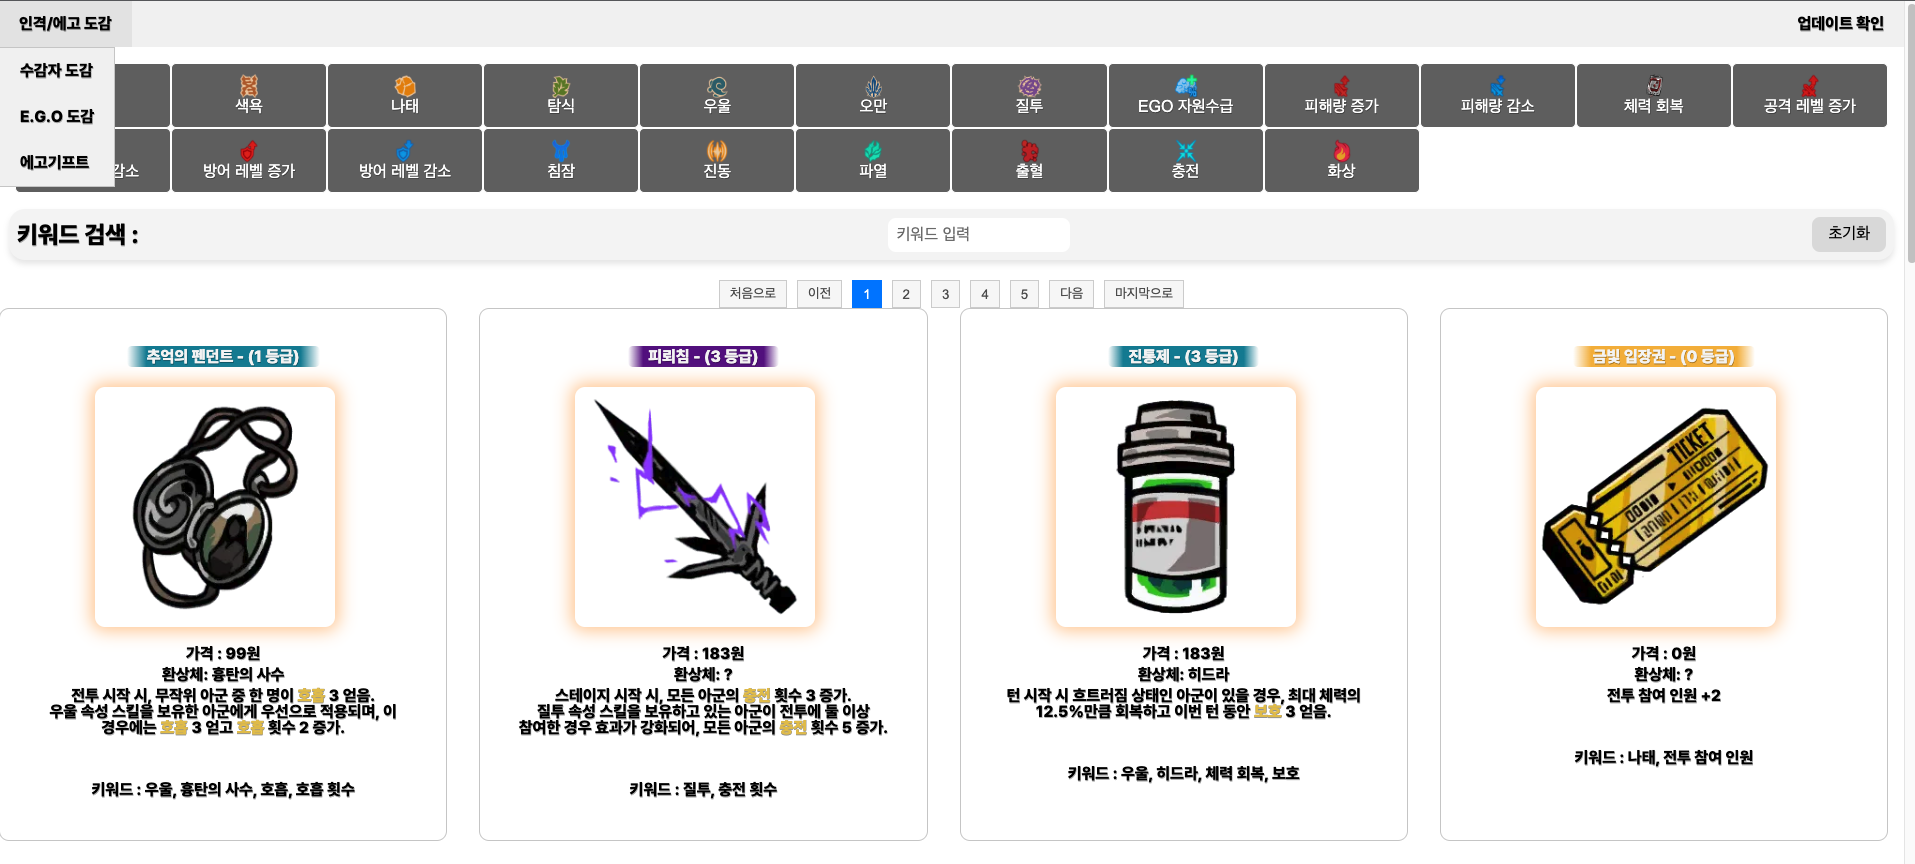 인격/에고 도감
업데이트 확인
수감자 도감
E.G.O 도감
에고기프트
색욕
나태
탐식
우울
오만
질투
EGO 자원수급
피해량 증가
피해량 감소
체력 회복
공격 레벨 증가
감소
방어 레벨 증가
방어 레벨 감소
침잠
진동
파열
출혈
충전
화상
키워드 검색 :
키워드 입력
초기화
처음으로
이전
1
2
3
4
5
다음
마지막으로
추억의 펜던트 - (1 등급)
가격 : 99원
환상체: 흉탄의 사수
전투 시작 시, 무작위 아군 중 한 명이 호흡 3 얻음.
우울 속성 스킬을 보유한 아군에게 우선으로 적용되며, 이
경우에는 호흡 3 얻고 호흡 횟수 2 증가.
키워드 : 우울, 흉탄의 사수, 호흡, 호흡 횟수
피뢰침 - (3 등급)
가격 : 183원
환상체: ?
스테이지 시작 시, 모든 아군의 충전 횟수 3 증가.
질투 속성 스킬을 보유하고 있는 아군이 전투에 둘 이상
참여한 경우 효과가 강화되어, 모든 아군의 충전 횟수 5 증가.
키워드 : 질투, 충전 횟수
진통제 - (3 등급)
가격 : 183원
환상체: 히드라
턴 시작 시 흐트러짐 상태인 아군이 있을 경우, 최대 체력의
12.5%만큼 회복하고 이번 턴 동안 보호 3 얻음.
키워드 : 우울, 히드라, 체력 회복, 보호
금빛 입장권 - (0 등급)
TICKET
가격 : 0원
환상체: ?
전투 참여 인원 +2
키워드 : 나태, 전투 참여 인원